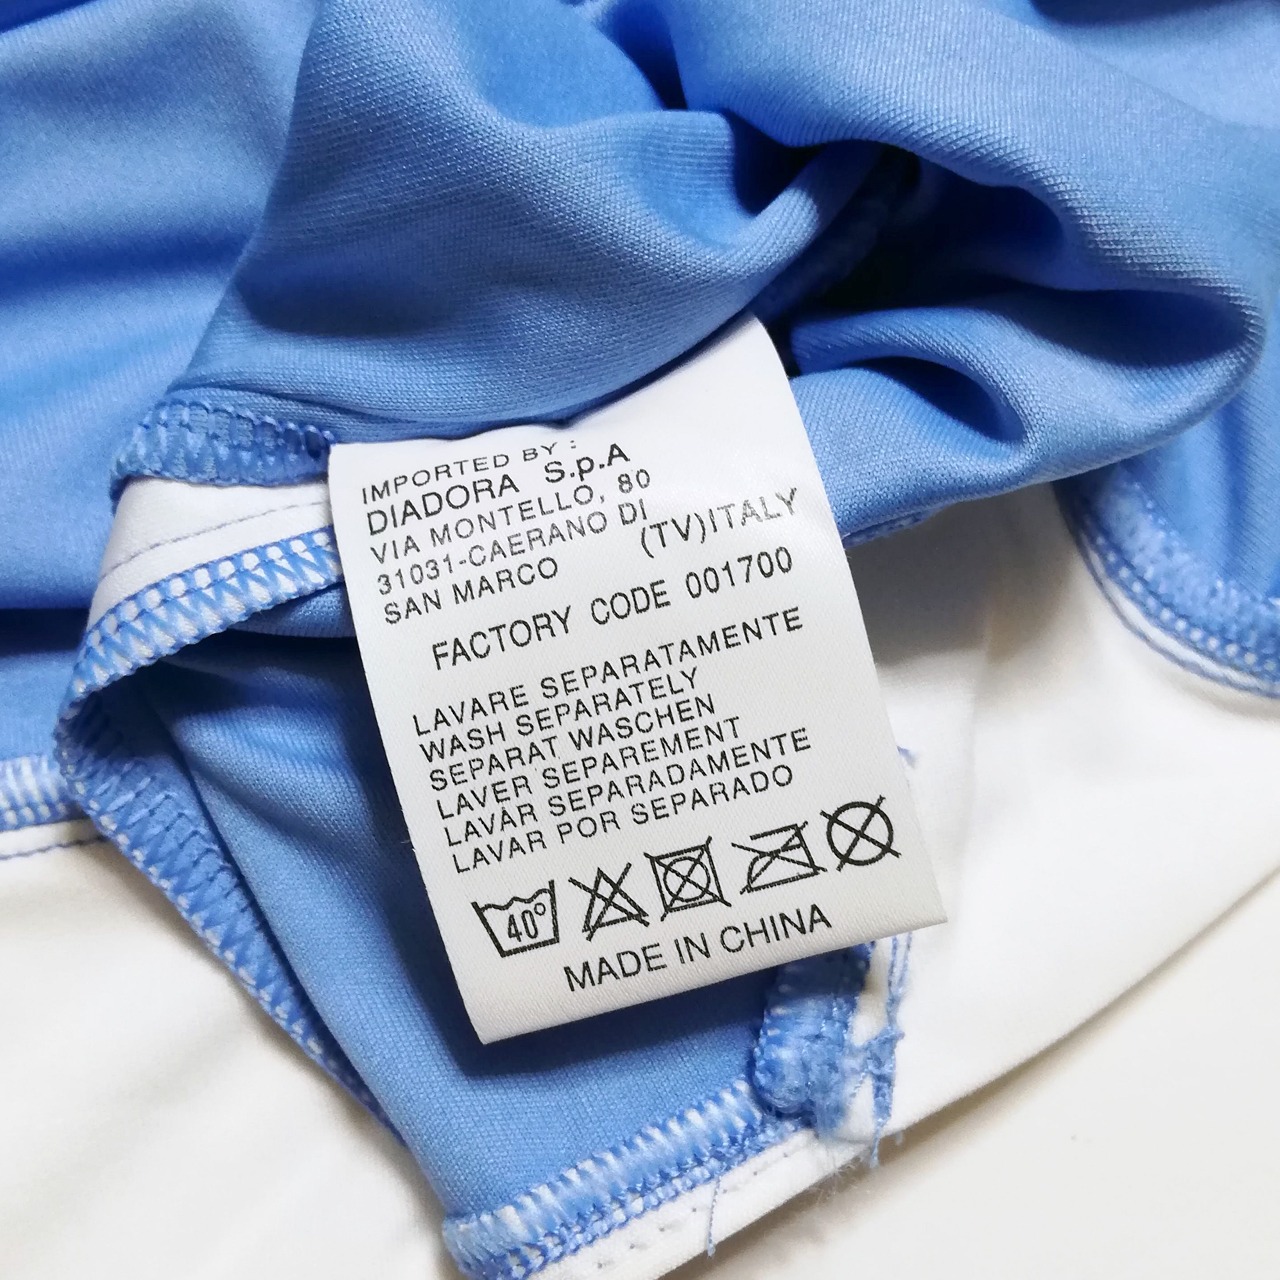 IMPORTED BY :
DIADORA S.p.A
VIA MONTELLO, 80
31031-CAERANO DI
SAN MARCO (TV)ITALY
FACTORY CODE 001700
LAVARE SEPARATAMENTE
WASH SEPARATELY
SEPARAT WASCHEN
LAVER SEPAREMENT
LAVAR SEPARADAMENTE
LAVAR POR SEPARADO
40°
MADE IN CHINA